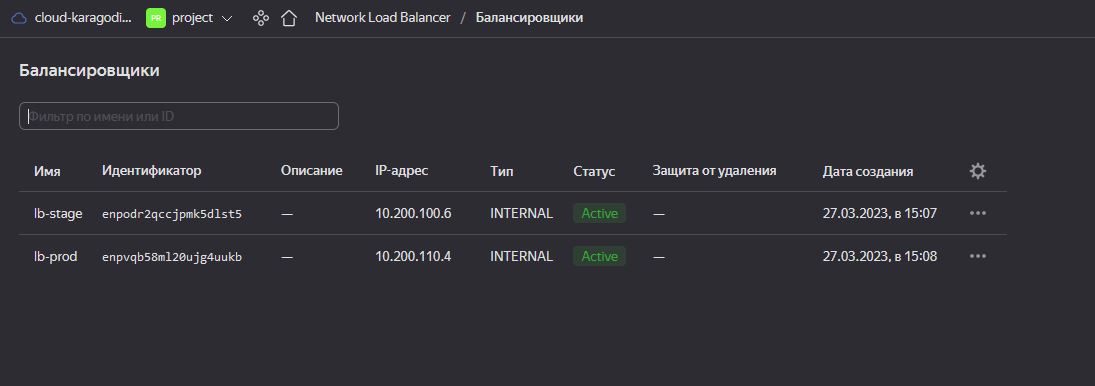 cloud-karagodi... PR project Network Load Balancer / Балансировщики
Балансировщики
Фильтр по имени или ID
Имя Идентификатор Описание IP-адрес Тип Статус Защита от удаления Дата создания
lb-stage enpodr2qccjpmk5dlst5 — 10.200.100.6 INTERNAL Active — 27.03.2023, в 15:07
lb-prod enpvqb58ml20ujg4uukb — 10.200.110.4 INTERNAL Active — 27.03.2023, в 15:08